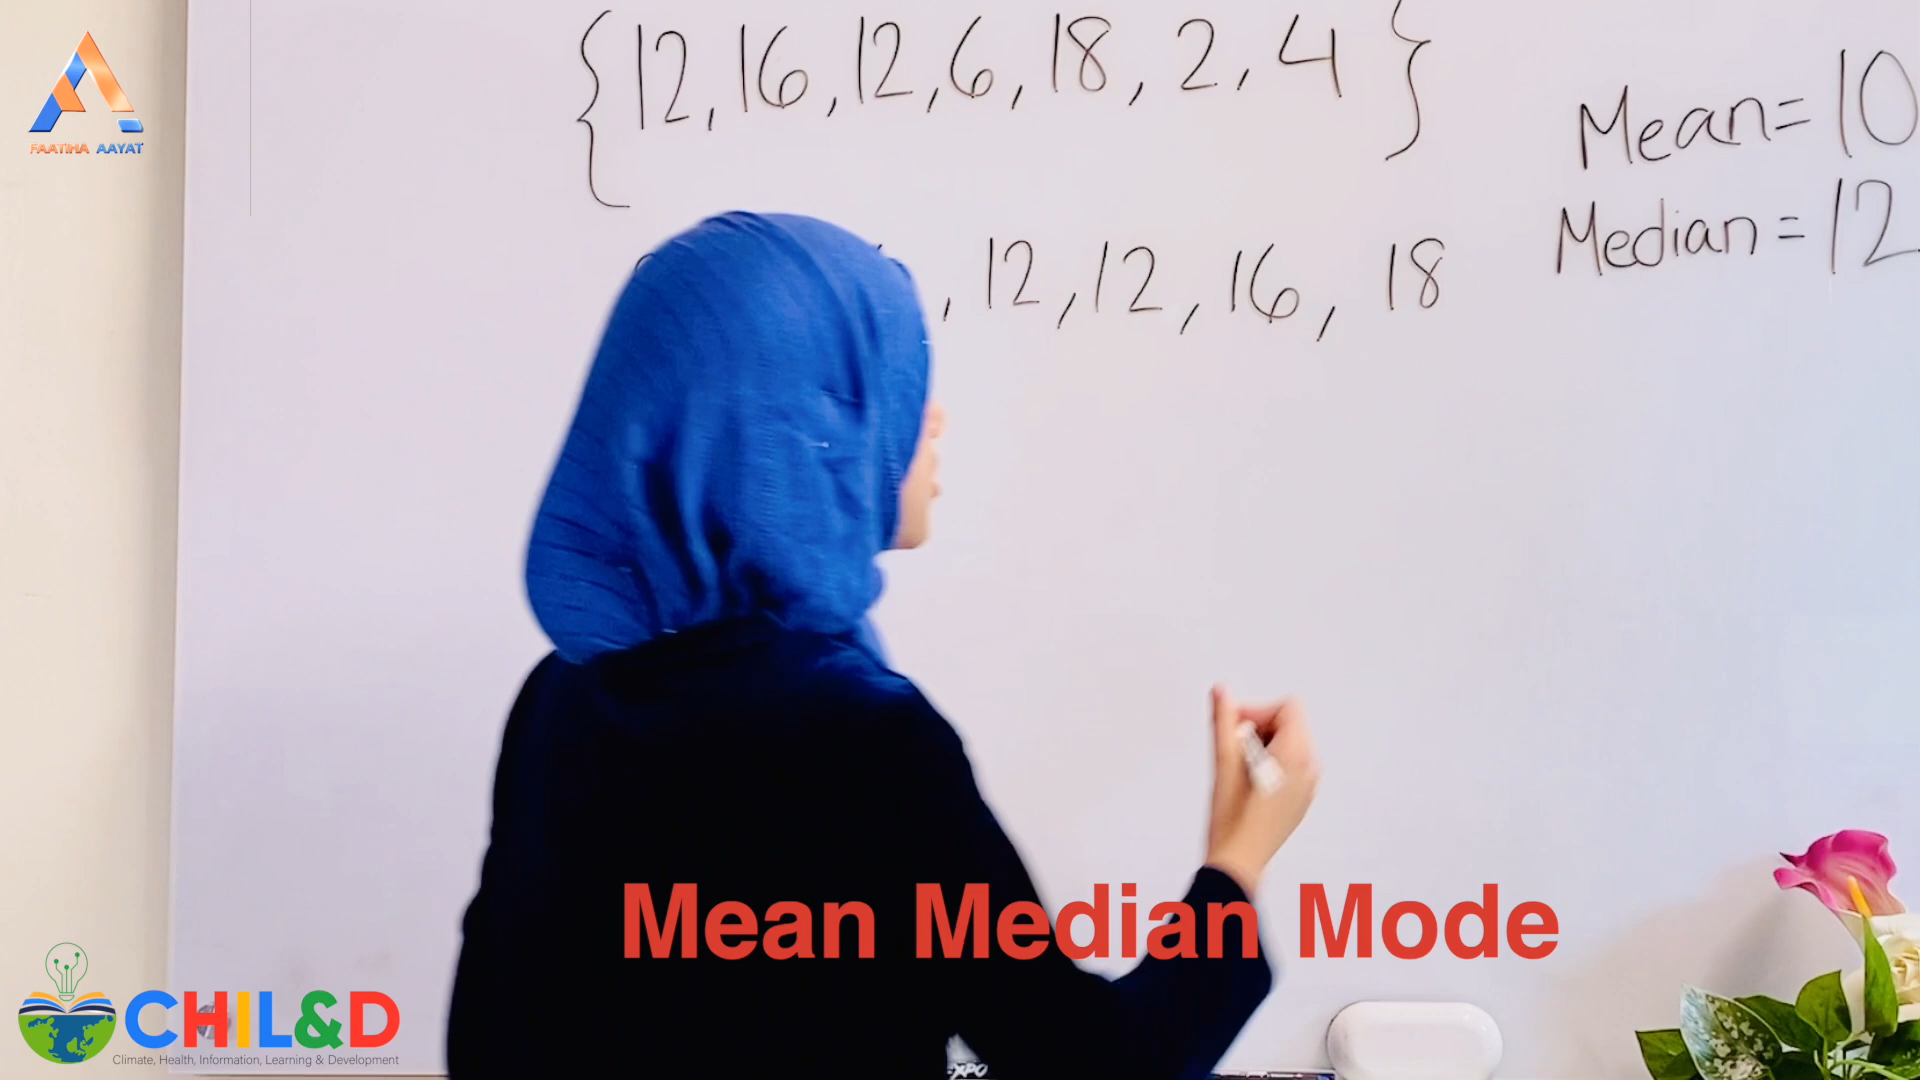 {12, 16, 12, 6, 18, 2, 4}
Mean = 10
Median = 12
, 12, 12, 16, 18
FAATIHA AAYAT
Mean Median Mode
CHIL&D
Climate, Health, Information, Learning & Development
EXPO